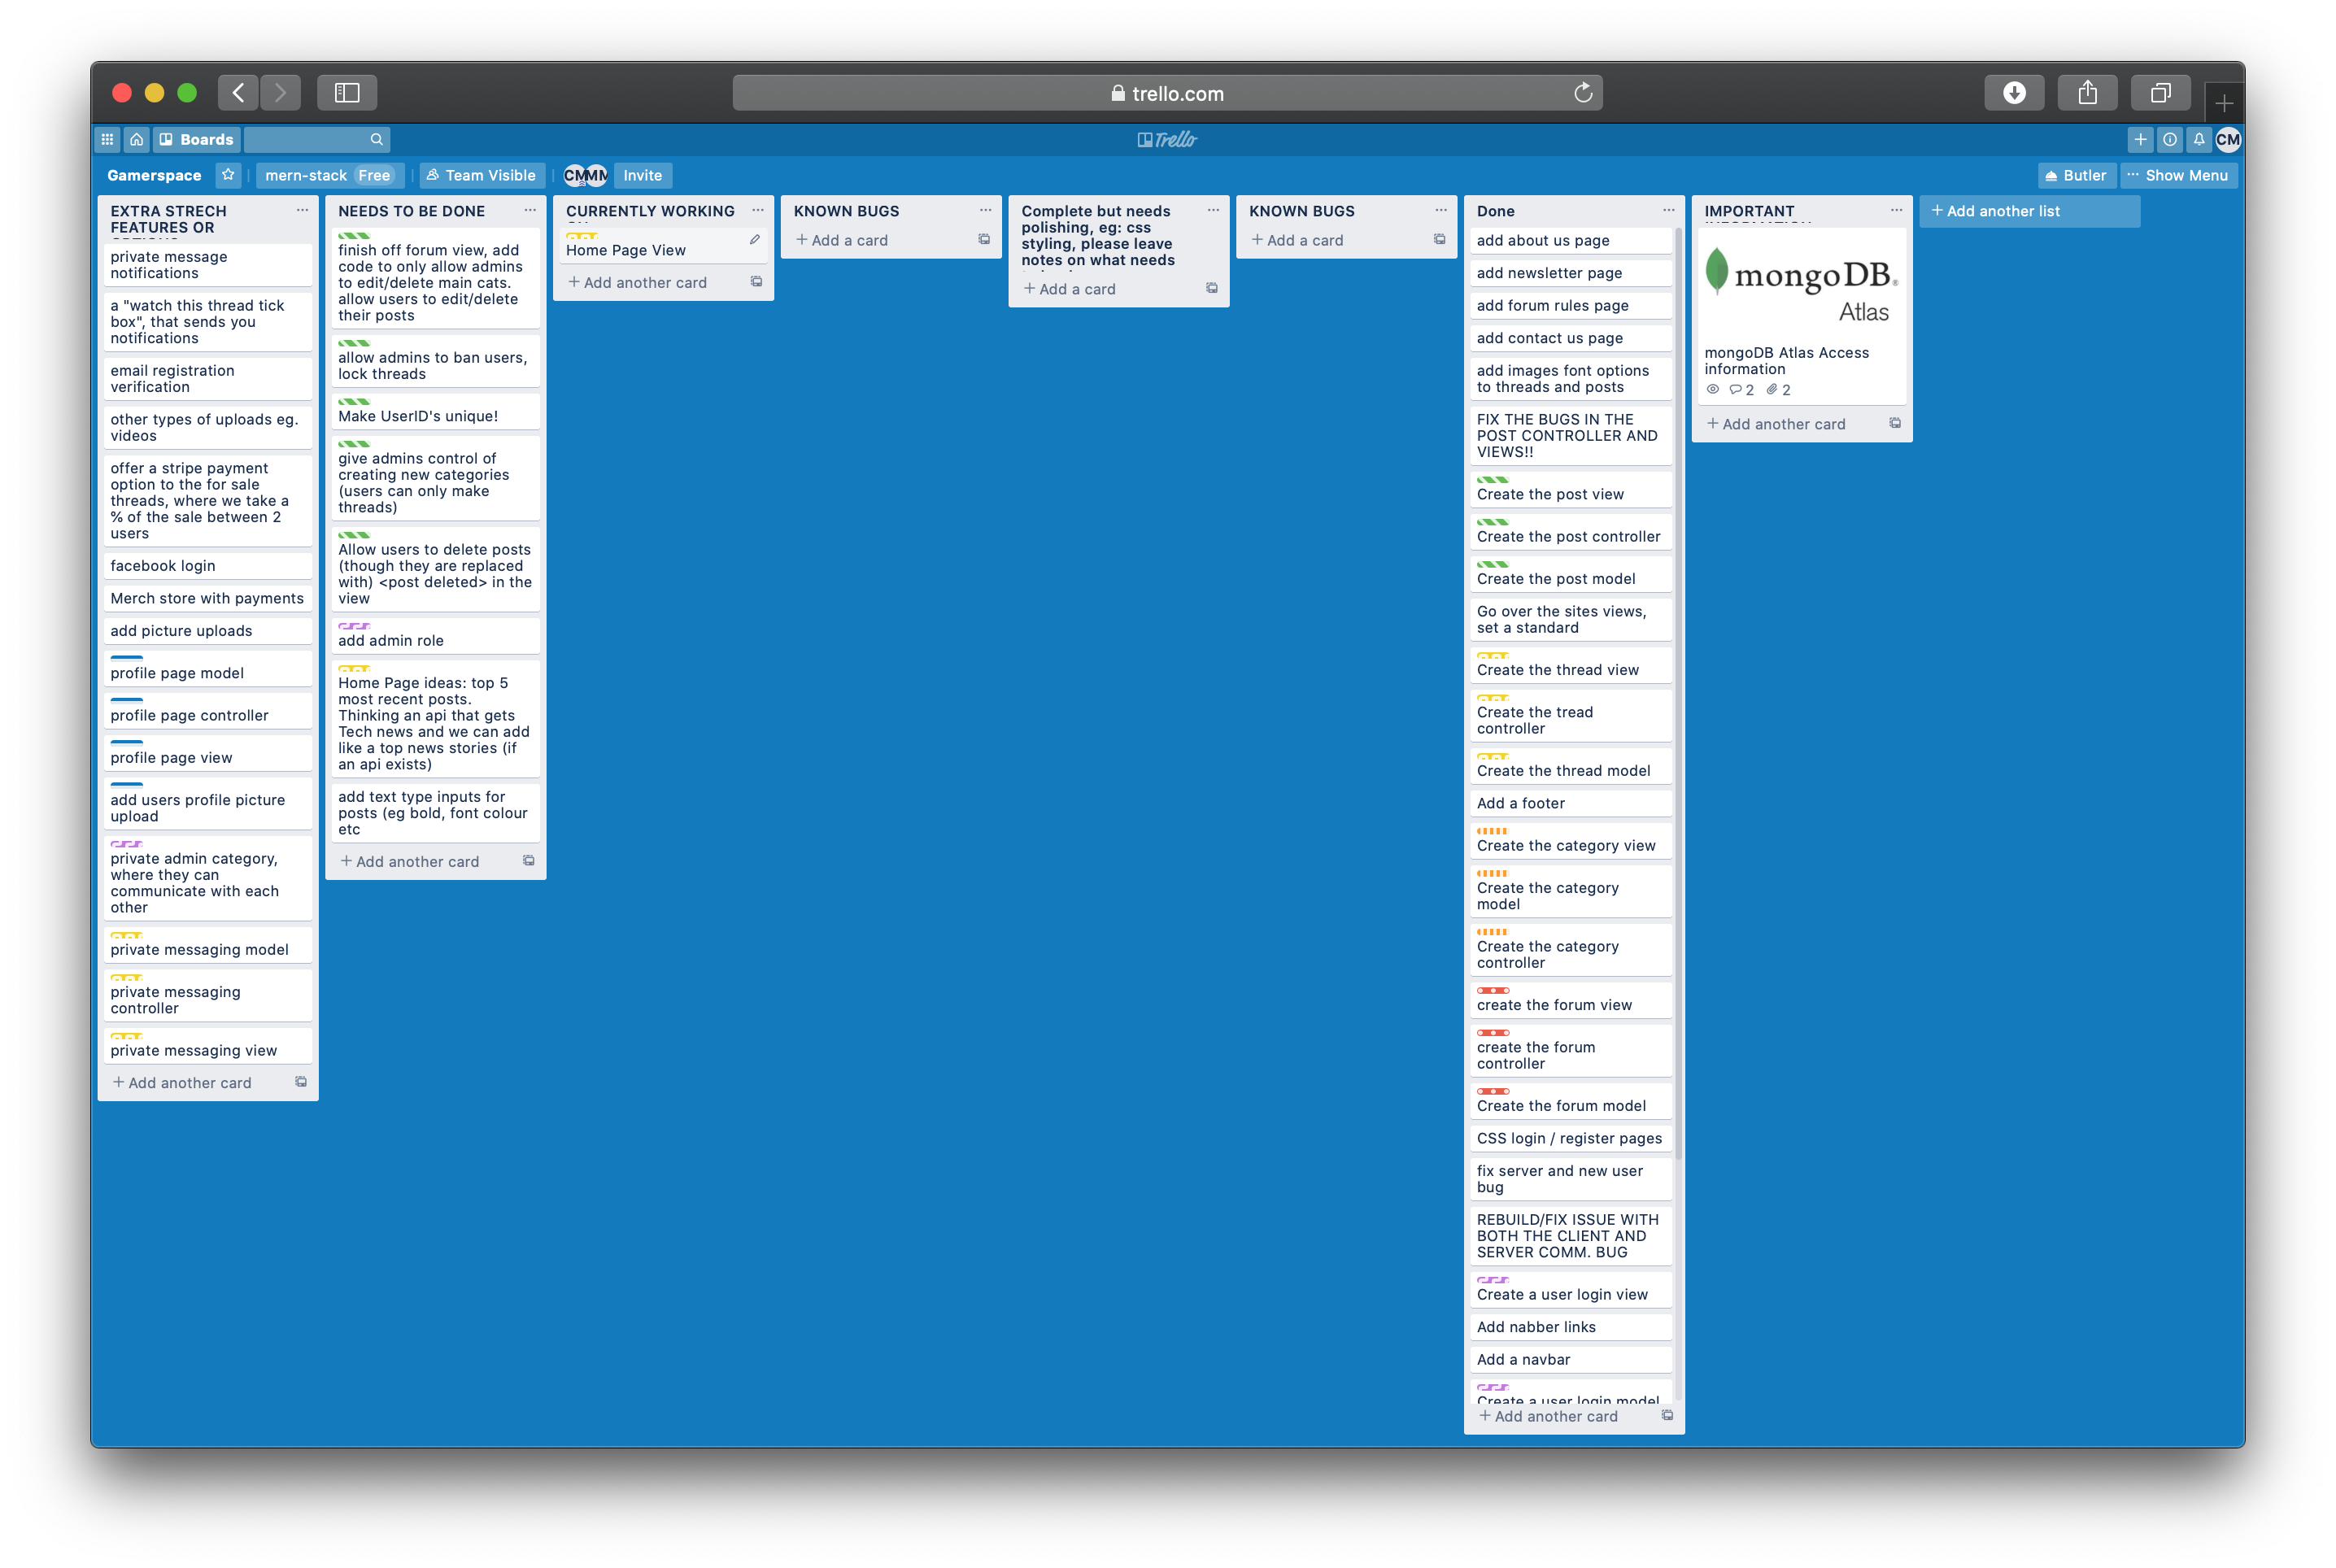 trello.com
Boards
Trello
CM
Gamerspace
mern-stack Free
Team Visible
Invite
Butler
Show Menu
EXTRA STRECH
FEATURES OR
private message
notifications
a "watch this thread tick
box", that sends you
notifications
email registration
verification
other types of uploads eg.
videos
offer a stripe payment
option to the for sale
threads, where we take a
% of the sale between 2
users
facebook login
Merch store with payments
add picture uploads
profile page model
profile page controller
profile page view
add users profile picture
upload
private admin category,
where they can
communicate with each
other
private messaging model
private messaging
controller
private messaging view
Add another card
NEEDS TO BE DONE
finish off forum view, add
code to only allow admins
to edit/delete main cats.
allow users to edit/delete
their posts
allow admins to ban users,
lock threads
Make UserID's unique!
give admins control of
creating new categories
(users can only make
threads)
Allow users to delete posts
(though they are replaced
with) <post deleted> in the
view
add admin role
Home Page ideas: top 5
most recent posts.
Thinking an api that gets
Tech news and we can add
like a top news stories (if
an api exists)
add text type inputs for
posts (eg bold, font colour
etc
Add another card
CURRENTLY WORKING
Home Page View
Add another card
KNOWN BUGS
Add a card
Complete but needs
polishing, eg: css
styling, please leave
notes on what needs
Add a card
KNOWN BUGS
Add a card
Done
add about us page
add newsletter page
add forum rules page
add contact us page
add images font options
to threads and posts
FIX THE BUGS IN THE
POST CONTROLLER AND
VIEWS!!
Create the post view
Create the post controller
Create the post model
Go over the sites views,
set a standard
Create the thread view
Create the tread
controller
Create the thread model
Add a footer
Create the category view
Create the category
model
Create the category
controller
create the forum view
create the forum
controller
Create the forum model
CSS login / register pages
fix server and new user
bug
REBUILD/FIX ISSUE WITH
BOTH THE CLIENT AND
SERVER COMM. BUG
Create a user login view
Add nabber links
Add a navbar
Create a user login model
Add another card
IMPORTANT
mongoDB®
Atlas
mongoDB Atlas Access
information
2 2
Add another card
Add another list